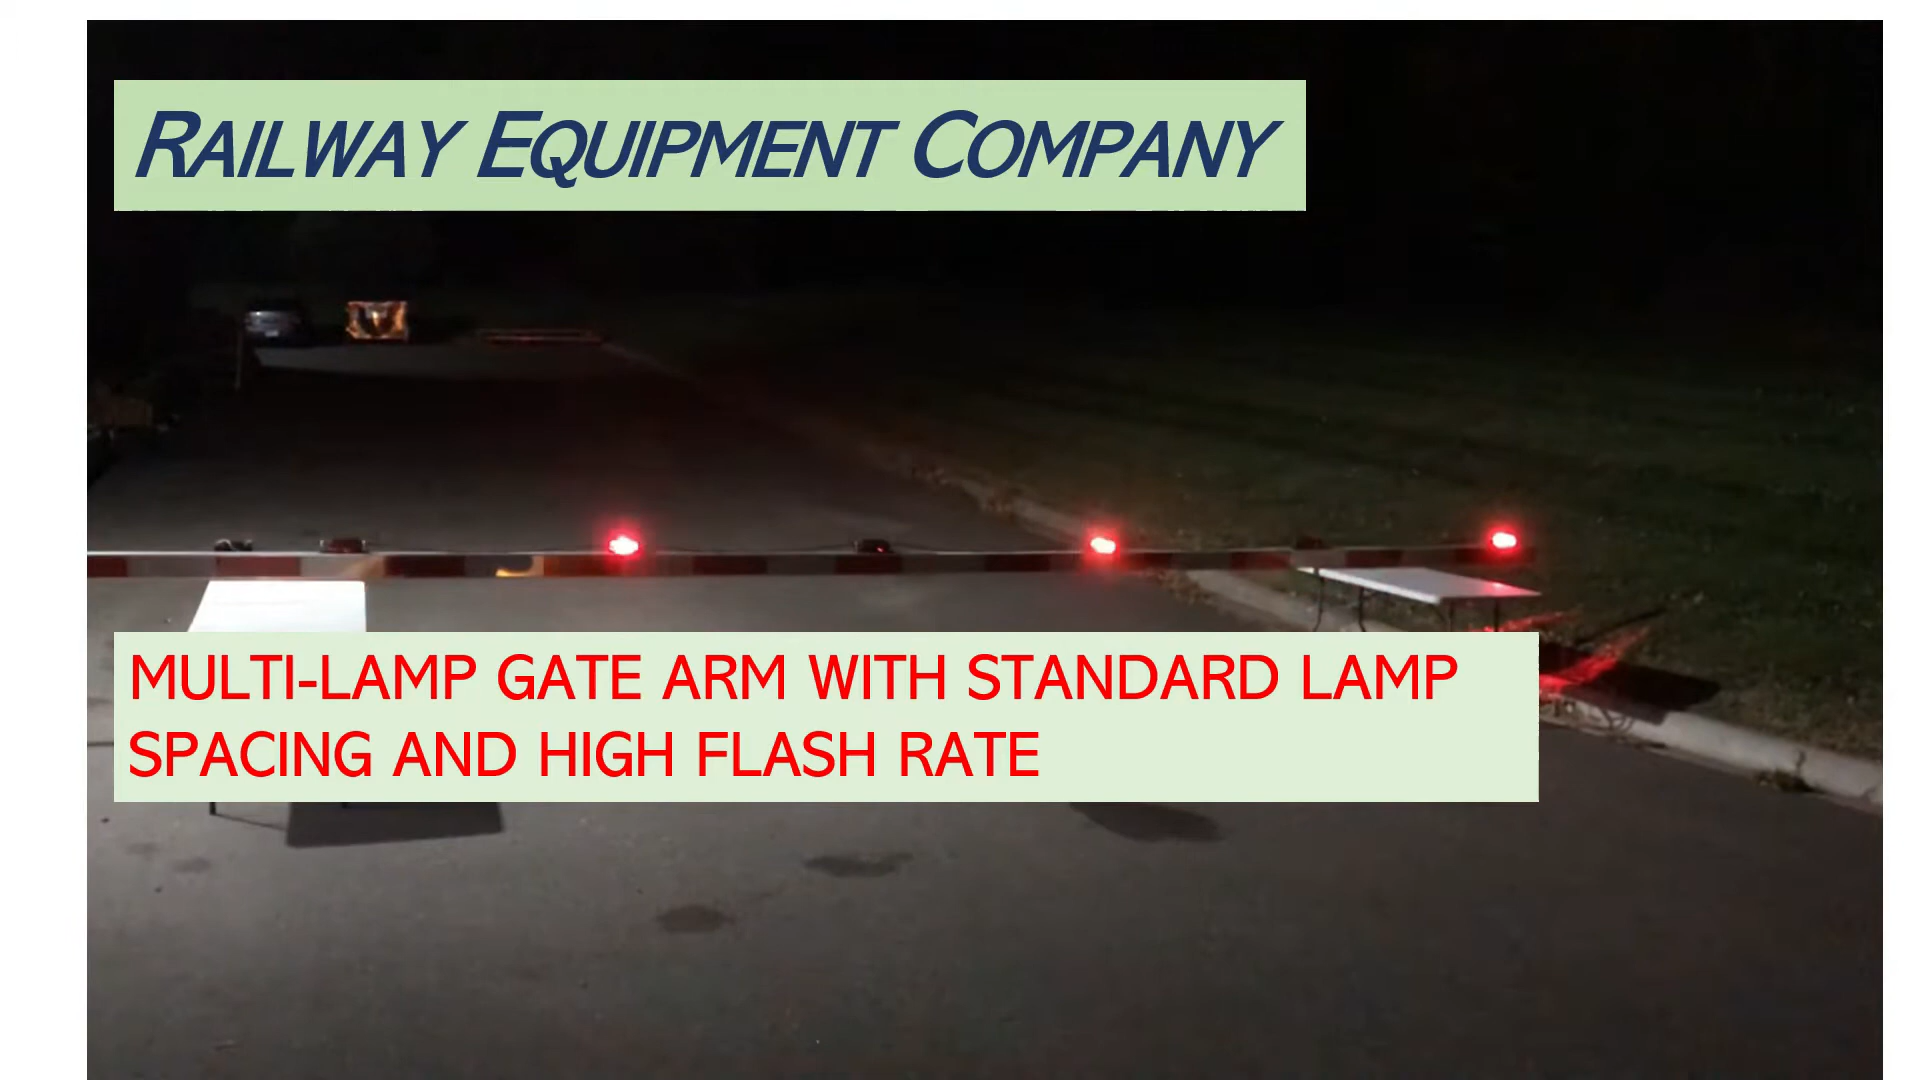 RAILWAY EQUIPMENT COMPANY
MULTI-LAMP GATE ARM WITH STANDARD LAMP
SPACING AND HIGH FLASH RATE